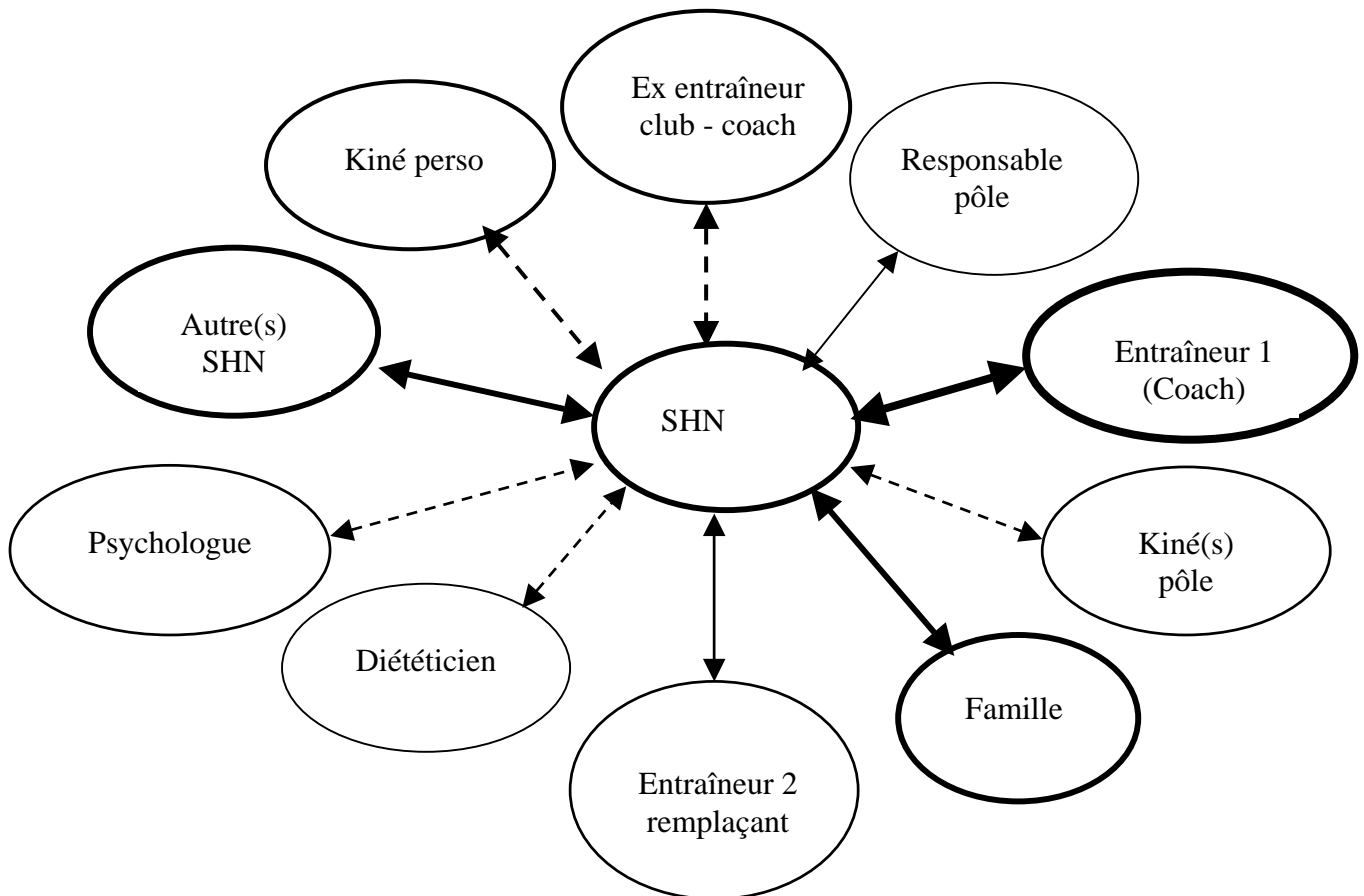 Ex entraîneur
club - coach
Kiné perso
Responsable
pôle
Autre(s)
SHN
Entraîneur 1
(Coach)
SHN
Psychologue
Kiné(s)
pôle
Diététicien
Famille
Entraîneur 2
remplaçant